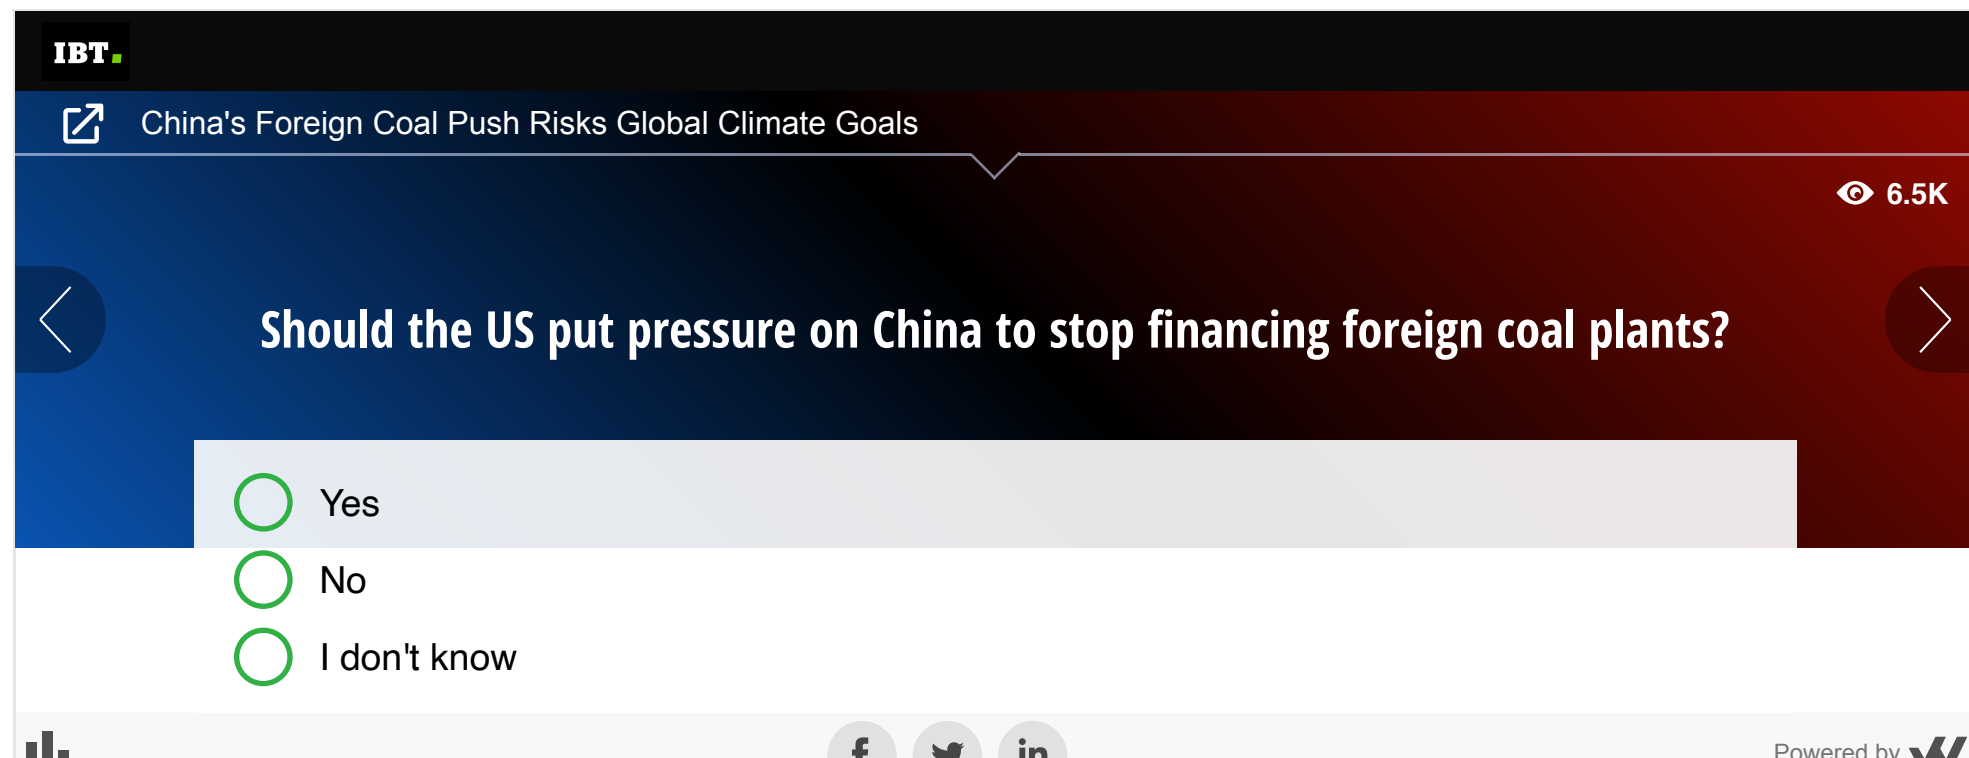 IBT.
China's Foreign Coal Push Risks Global Climate Goals
6.5K
Should the US put pressure on China to stop financing foreign coal plants?
Yes
No
I don't know
Powered by